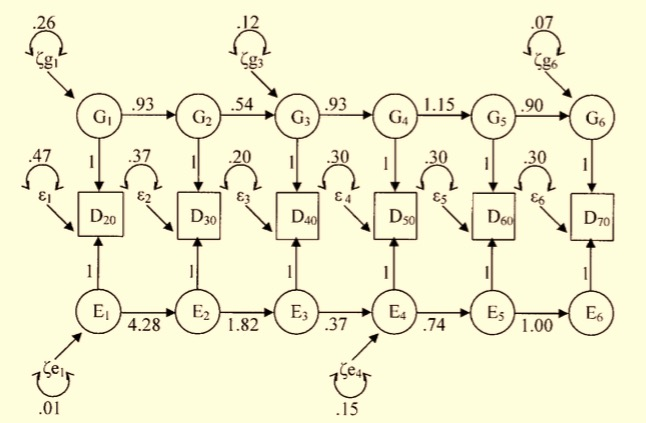 .26 .12 .07
ζg₁ ζg₃ ζg₆
.93 .54 .93 1.15 .90
G₁ G₂ G₃ G₄ G₅ G₆
.47 1 .37 1 .20 1 .30 1 .30 1 .30 1
ε₁ ε₂ ε₃ ε₄ ε₅ ε₆
D₂₀ D₃₀ D₄₀ D₅₀ D₆₀ D₇₀
1 1 1 1 1 1
E₁ E₂ E₃ E₄ E₅ E₆
4.28 1.82 .37 .74 1.00
ζe₁ ζe₄
.01 .15